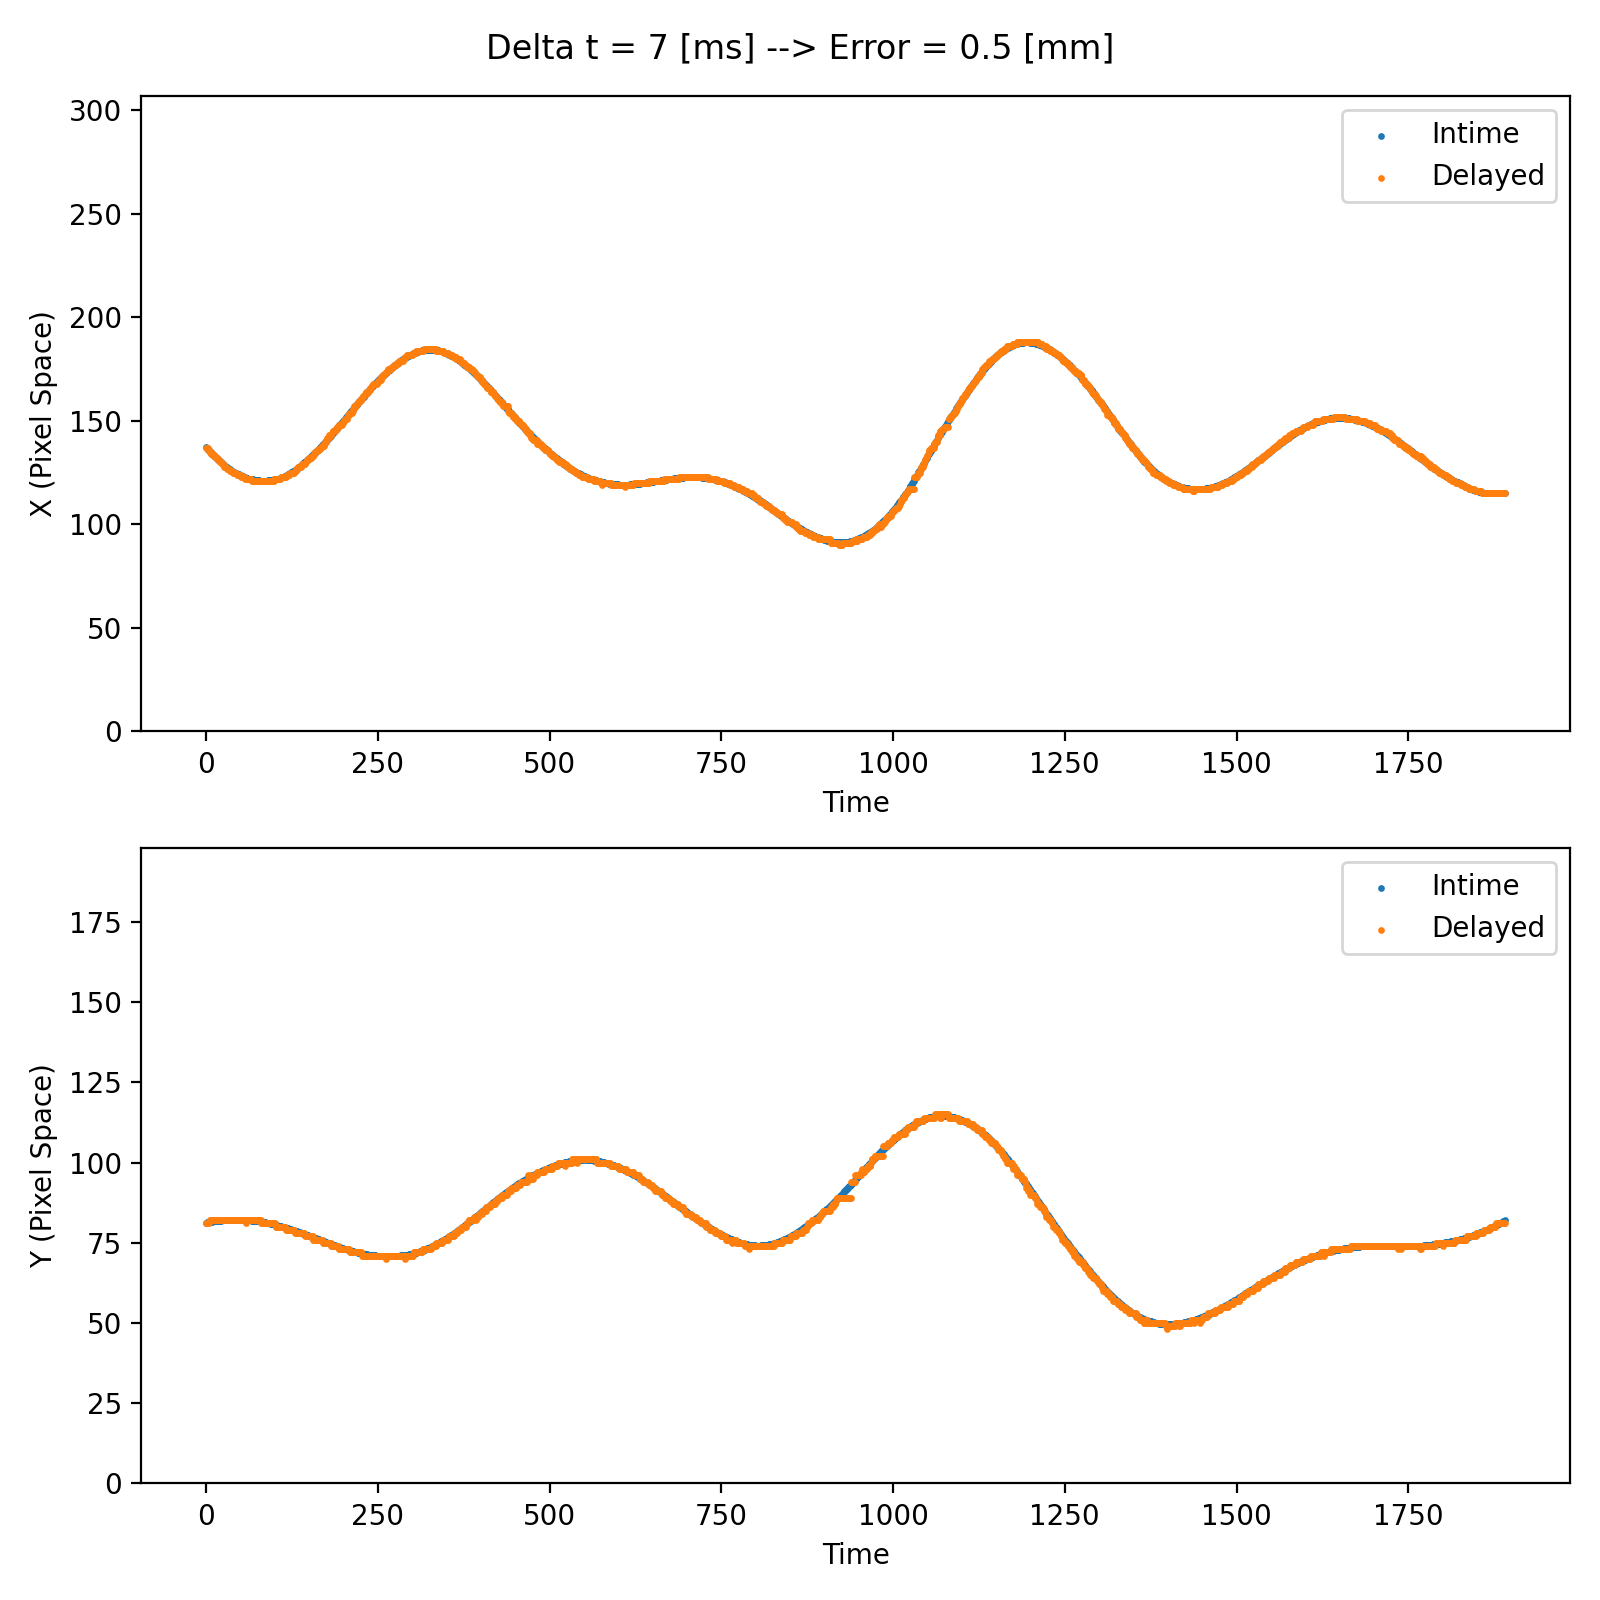 Delta t = 7 [ms] --> Error = 0.5 [mm]
300
250
200
150
100
50
0
X (Pixel Space)
Intime
Delayed
0 250 500 750 1000 1250 1500 1750
Time
175
150
125
100
75
50
25
0
Y (Pixel Space)
Intime
Delayed
0 250 500 750 1000 1250 1500 1750
Time